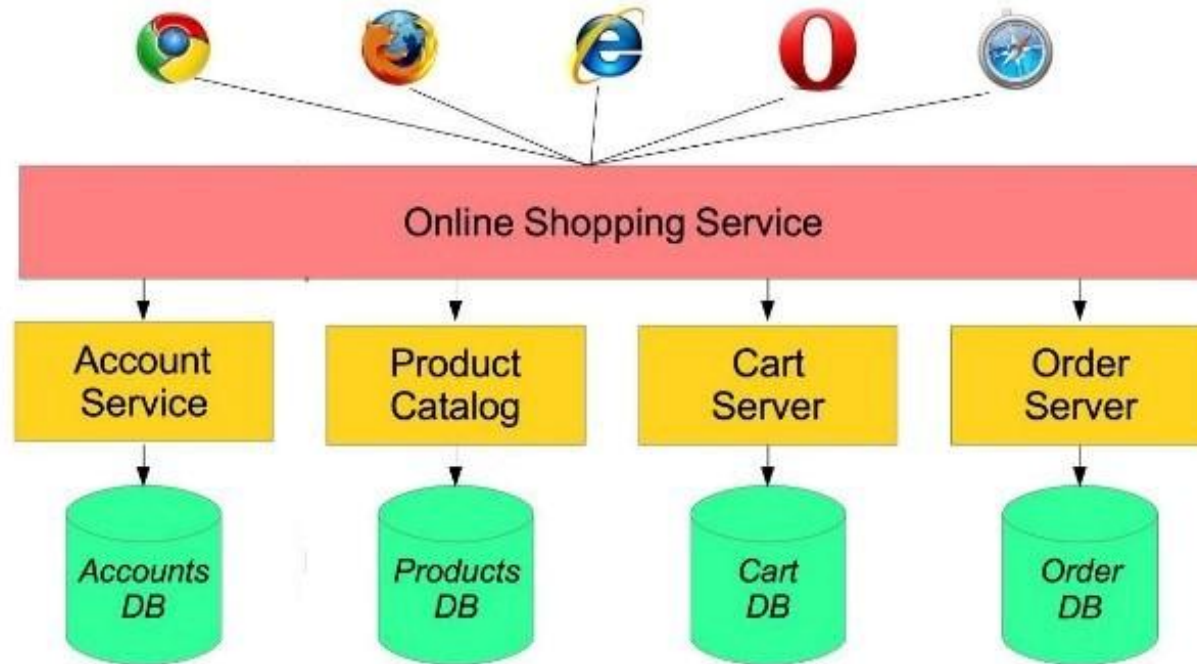 Online Shopping Service
Account
Service
Product
Catalog
Cart
Server
Order
Server
Accounts
DB
Products
DB
Cart
DB
Order
DB